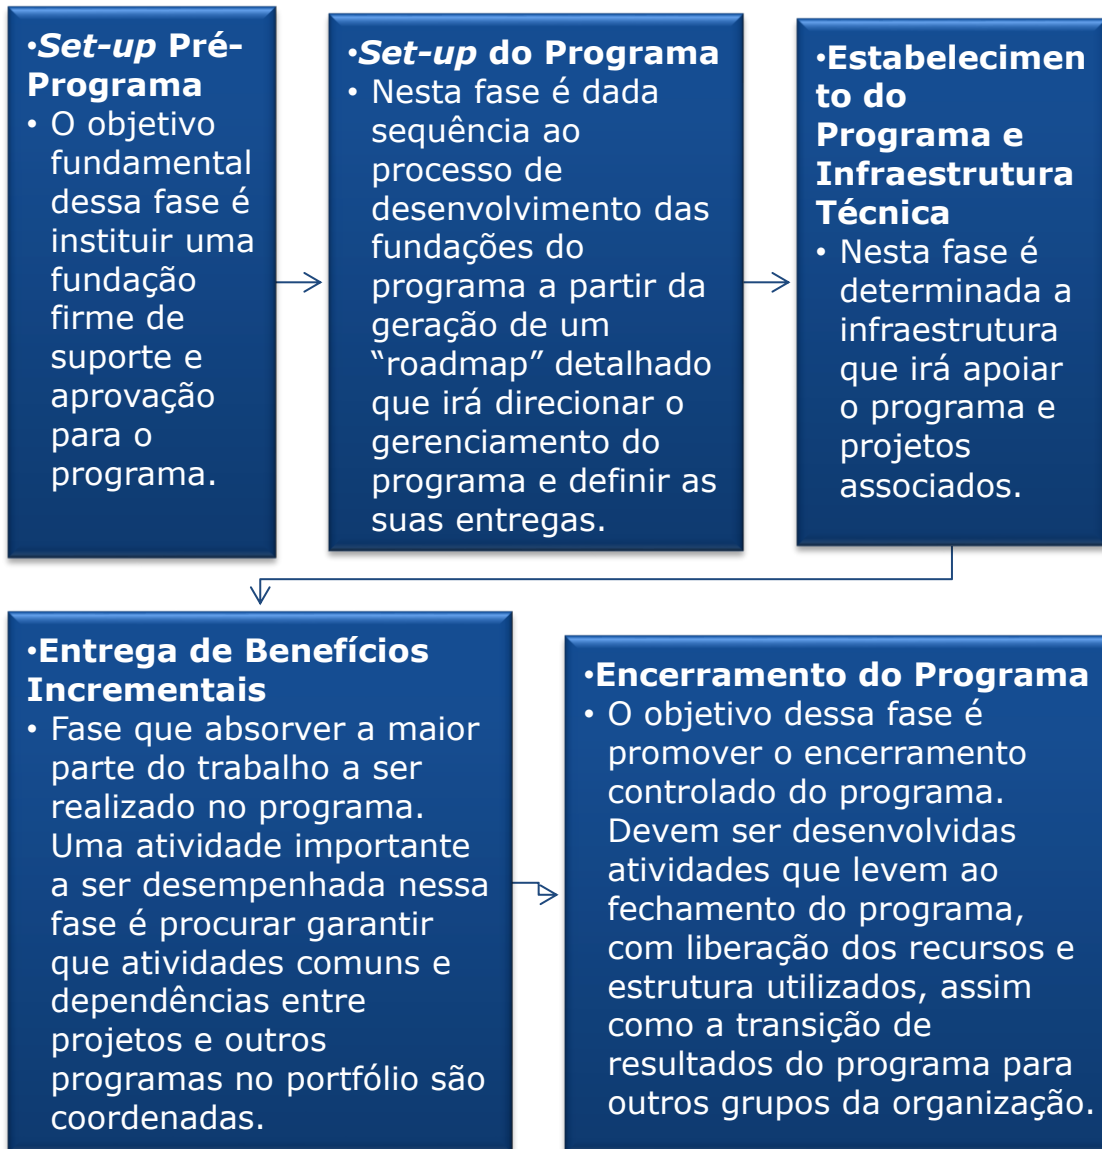 •Set-up Pré-
Programa
• O objetivo
fundamental
dessa fase é
instituir uma
fundação
firme de
suporte e
aprovação
para o
programa.
•Set-up do Programa
• Nesta fase é dada
sequência ao
processo de
desenvolvimento das
fundações do
programa a partir da
geração de um
“roadmap” detalhado
que irá direcionar o
gerenciamento do
programa e definir as
suas entregas.
•Estabelecimen
to do
Programa e
Infraestrutura
Técnica
• Nesta fase é
determinada a
infraestrutura
que irá apoiar
o programa e
projetos
associados.
•Entrega de Benefícios
Incrementais
• Fase que absorver a maior
parte do trabalho a ser
realizado no programa.
Uma atividade importante
a ser desempenhada nessa
fase é procurar garantir
que atividades comuns e
dependências entre
projetos e outros
programas no portfólio são
coordenadas.
•Encerramento do Programa
• O objetivo dessa fase é
promover o encerramento
controlado do programa.
Devem ser desenvolvidas
atividades que levem ao
fechamento do programa,
com liberação dos recursos e
estrutura utilizados, assim
como a transição de
resultados do programa para
outros grupos da organização.